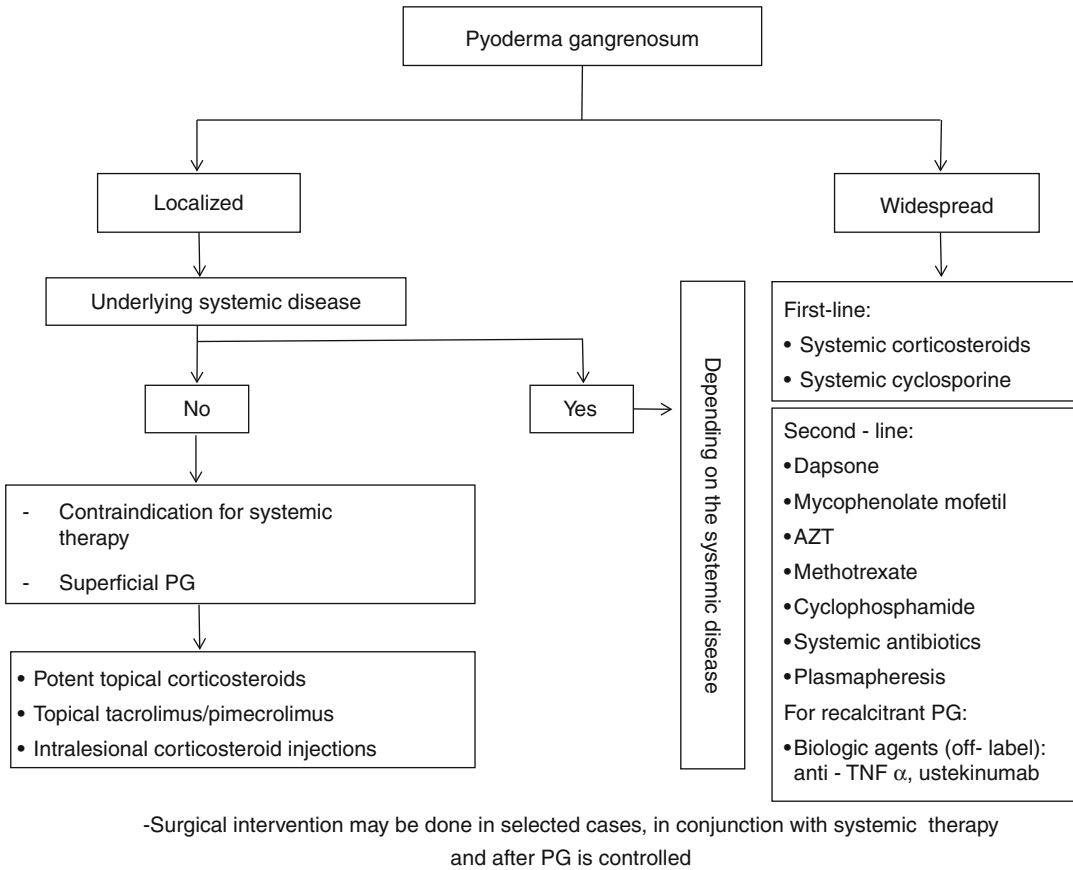 Pyoderma gangrenosum
Localized
Widespread
Underlying systemic disease
No
Yes
- Contraindication for systemic
therapy
- Superficial PG
• Potent topical corticosteroids
• Topical tacrolimus/pimecrolimus
• Intralesional corticosteroid injections
Depending on the systemic disease
First-line:
• Systemic corticosteroids
• Systemic cyclosporine
Second - line:
•Dapsone
•Mycophenolate mofetil
•AZT
•Methotrexate
•Cyclophosphamide
•Systemic antibiotics
•Plasmapheresis
For recalcitrant PG:
•Biologic agents (off- label):
anti - TNF α, ustekinumab
-Surgical intervention may be done in selected cases, in conjunction with systemic therapy
and after PG is controlled